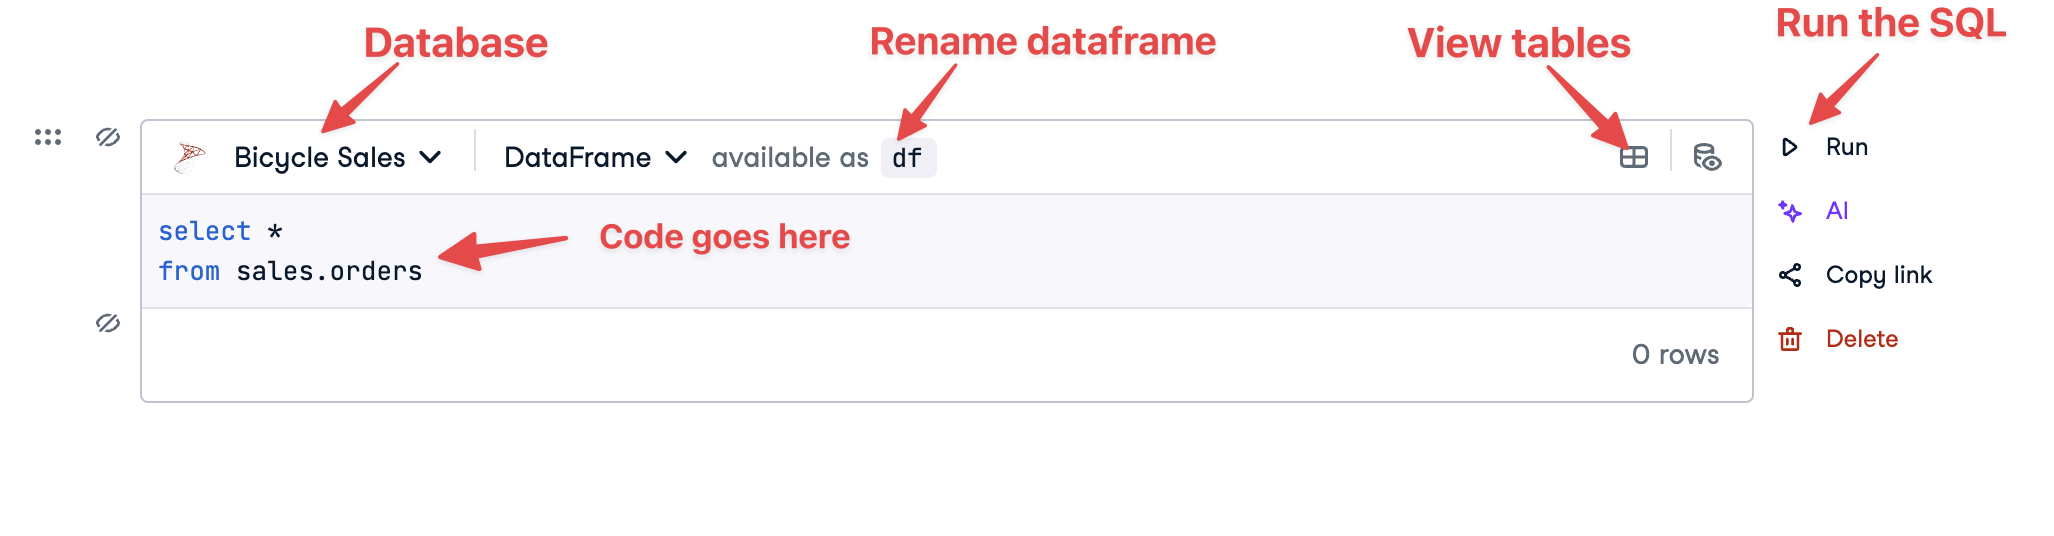 Database
Rename dataframe
View tables
Run the SQL
Bicycle Sales
DataFrame
available as df
Run
select *
from sales.orders
Code goes here
AI
Copy link
Delete
0 rows